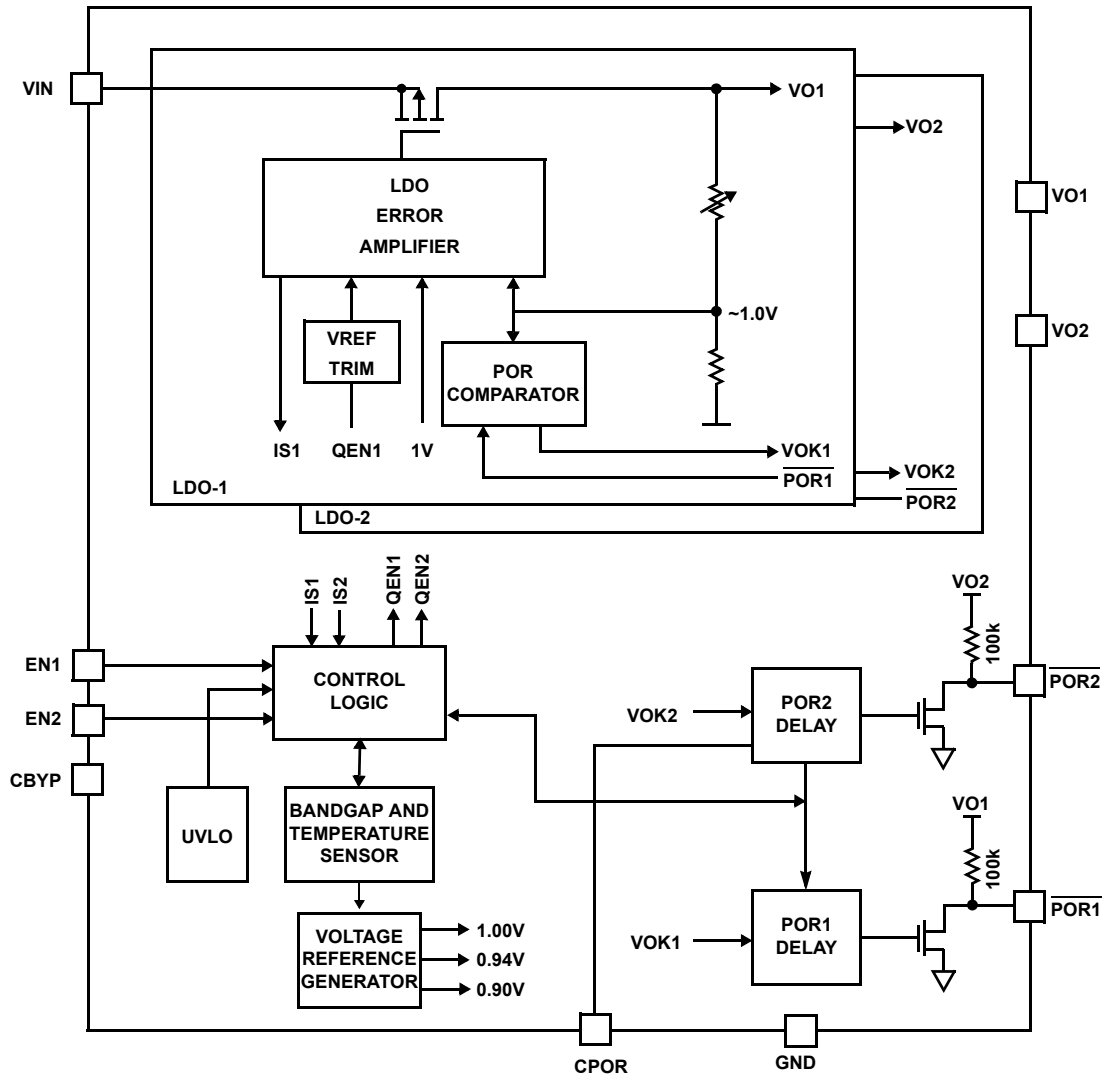 VIN
VO1
VO2
LDO
ERROR
AMPLIFIER
VO1
~1.0V
VO2
VREF
TRIM
POR
COMPARATOR
IS1
QEN1
1V
VOK1
POR1
VOK2
POR2
LDO-1
LDO-2
IS1
IS2
QEN1
QEN2
VO2
100k
EN1
CONTROL
LOGIC
POR2
DELAY
POR2
EN2
VOK2
CBYP
UVLO
BANDGAP AND
TEMPERATURE
SENSOR
VO1
100k
POR1
DELAY
POR1
VOK1
VOLTAGE
REFERENCE
GENERATOR
1.00V
0.94V
0.90V
CPOR
GND